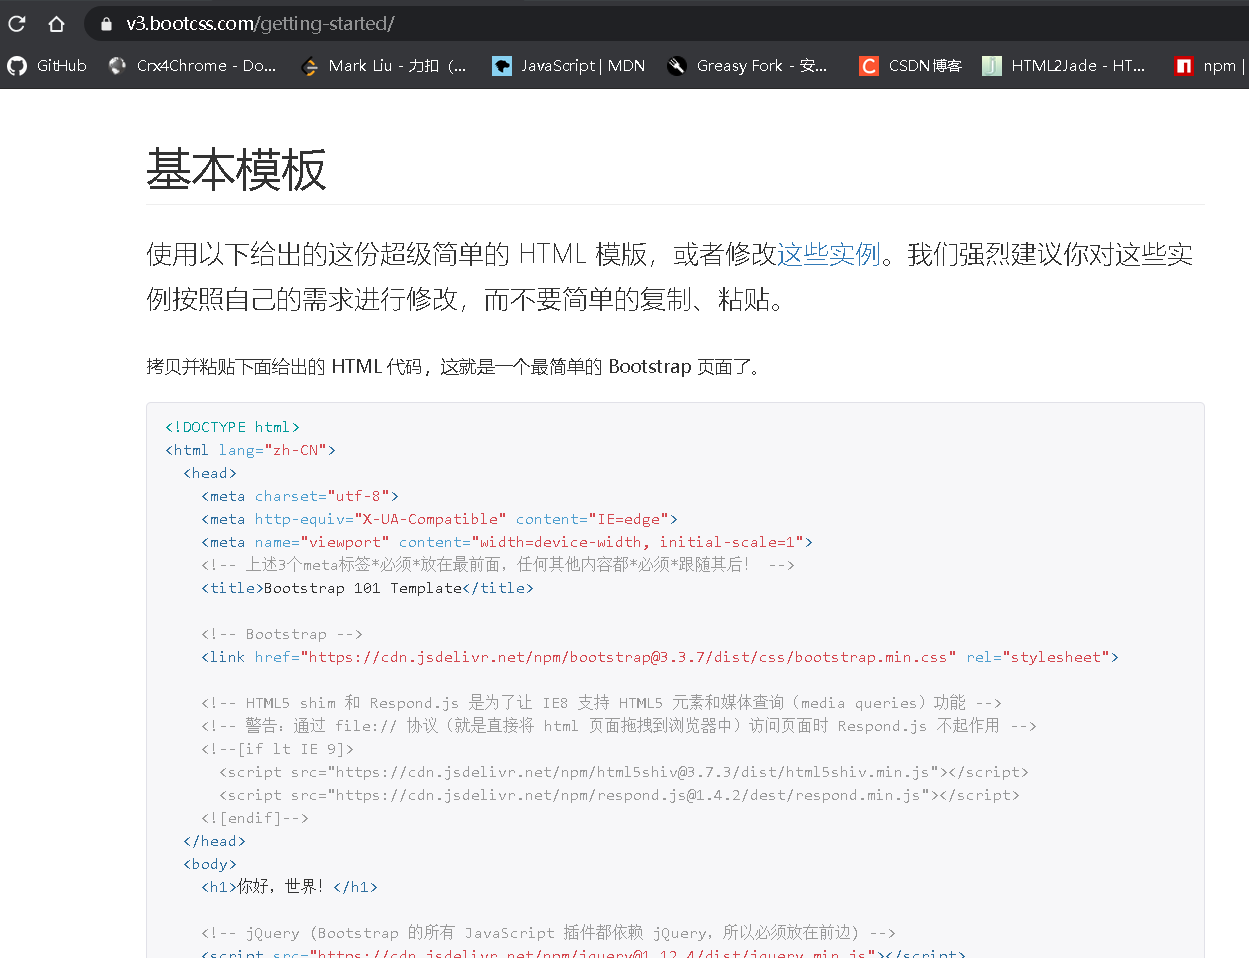 v3.bootcss.com/getting-started/
GitHub Crx4Chrome - Do... Mark Liu - 力扣（... JavaScript | MDN Greasy Fork - 安... CSDN博客 HTML2Jade - HT... npm |
基本模板
使用以下给出的这份超级简单的 HTML 模版，或者修改这些实例。我们强烈建议你对这些实
例按照自己的需求进行修改，而不要简单的复制、粘贴。
拷贝并粘贴下面给出的 HTML 代码，这就是一个最简单的 Bootstrap 页面了。
<!DOCTYPE html>
<html lang="zh-CN">
  <head>
    <meta charset="utf-8">
    <meta http-equiv="X-UA-Compatible" content="IE=edge">
    <meta name="viewport" content="width=device-width, initial-scale=1">
    <!-- 上述3个meta标签*必须*放在最前面，任何其他内容都*必须*跟随其后！ -->
    <title>Bootstrap 101 Template</title>
    <!-- Bootstrap -->
    <link href="https://cdn.jsdelivr.net/npm/bootstrap@3.3.7/dist/css/bootstrap.min.css" rel="stylesheet">
    <!-- HTML5 shim 和 Respond.js 是为了让 IE8 支持 HTML5 元素和媒体查询（media queries）功能 -->
    <!-- 警告：通过 file:// 协议（就是直接将 html 页面拖拽到浏览器中）访问页面时 Respond.js 不起作用 -->
    <!--[if lt IE 9]>
      <script src="https://cdn.jsdelivr.net/npm/html5shiv@3.7.3/dist/html5shiv.min.js"></script>
      <script src="https://cdn.jsdelivr.net/npm/respond.js@1.4.2/dest/respond.min.js"></script>
    <![endif]-->
  </head>
  <body>
    <h1>你好，世界！</h1>
    <!-- jQuery (Bootstrap 的所有 JavaScript 插件都依赖 jQuery，所以必须放在前边) -->
    <script src="https://cdn.jsdelivr.net/npm/jquery@1.12.4/dist/jquery.min.js"></script>